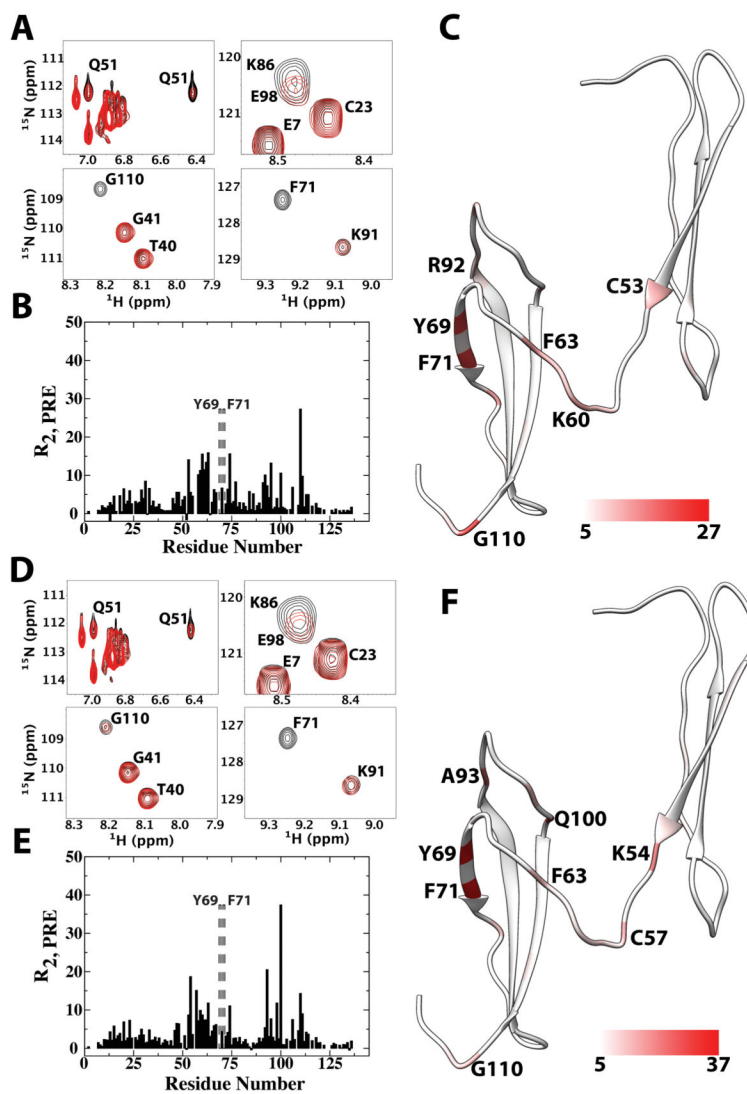 A
¹⁵N (ppm)
111
112
113
114
Q51
Q51
7.0 6.8 6.6 6.4
120
121
K86
E98
E7
C23
8.5 8.4
¹⁵N (ppm)
109
110
111
G110
G41
T40
8.3 8.2 8.1 8.0 7.9
127
128
129
F71
K91
9.3 9.2 9.1 9.0
¹H (ppm)
¹H (ppm)
B
R₂, PRE
50
40
30
20
10
0
Y69 F71
0 25 50 75 100 125
Residue Number
C
R92
Y69
F71
F63
C53
K60
G110
5 27
D
¹⁵N (ppm)
111
112
113
114
Q51
Q51
7.0 6.8 6.6 6.4
120
121
K86
E98
E7
C23
8.5 8.4
¹⁵N (ppm)
109
110
111
G110
G41
T40
8.3 8.2 8.1 8.0 7.9
127
128
129
F71
K91
9.3 9.2 9.1 9.0
¹H (ppm)
¹H (ppm)
E
R₂, PRE
50
40
30
20
10
0
Y69 F71
0 25 50 75 100 125
Residue Number
F
A93
Q100
Y69
F71
F63
K54
C57
G110
5 37